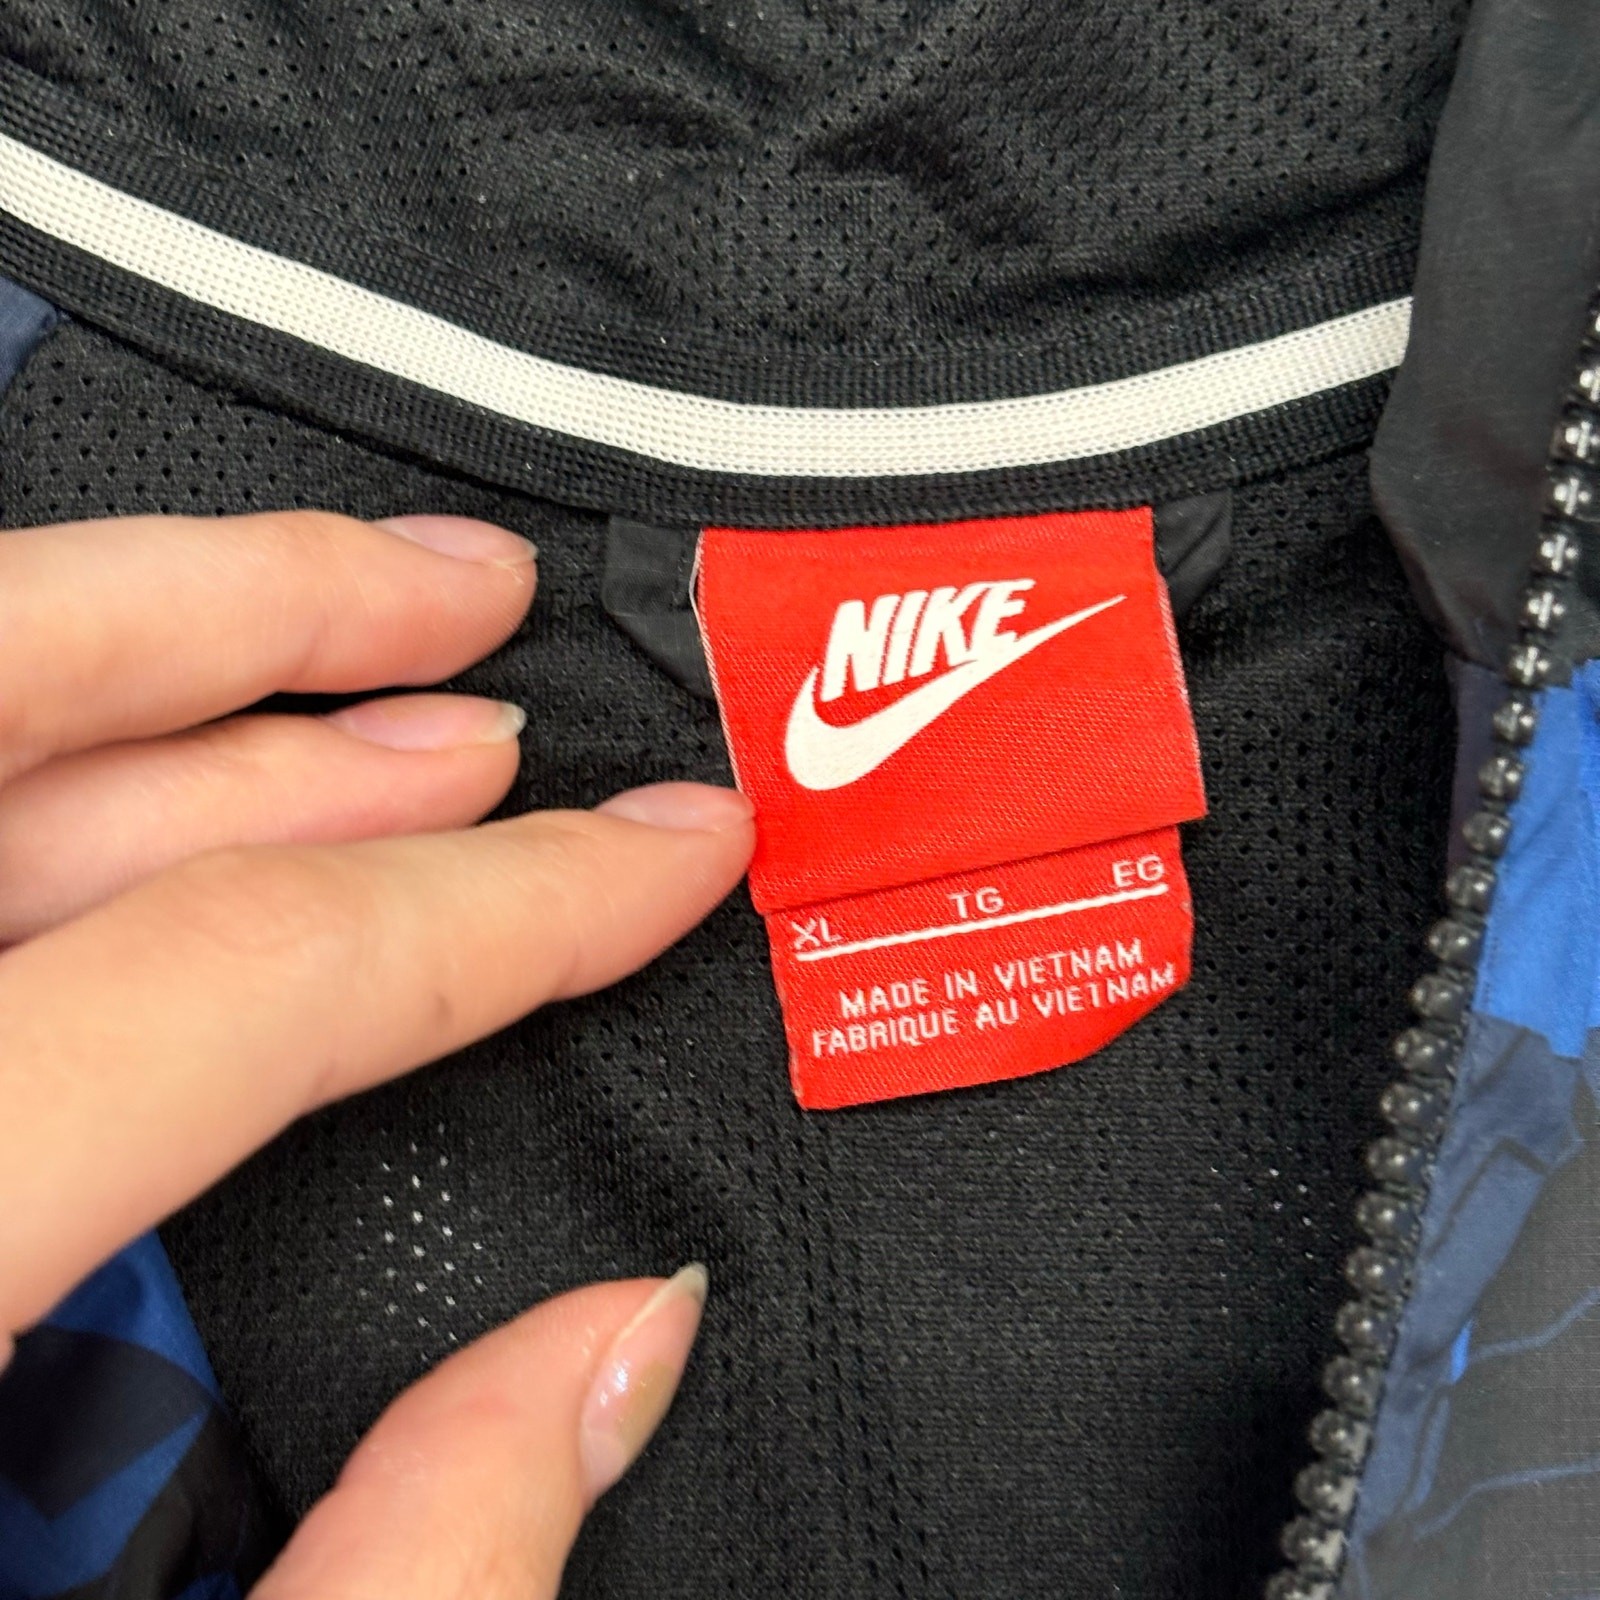 NIKE
XL TG EG
MADE IN VIETNAM
FABRIQUE AU VIETNAM